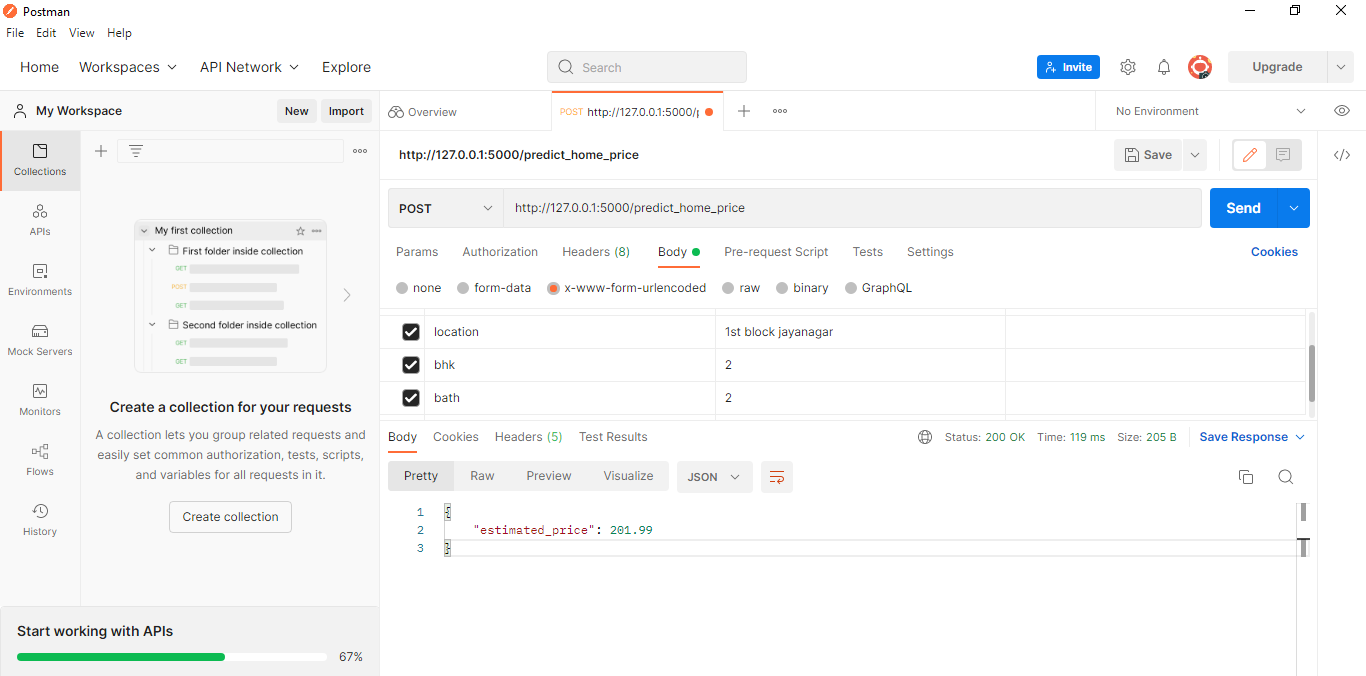 Postman
File Edit View Help
Home Workspaces API Network Explore
Search
Invite
Upgrade
My Workspace
New Import
Overview
POST http://127.0.0.1:5000/p
No Environment
Collections
APIs
Environments
Mock Servers
Monitors
Flows
History
My first collection
First folder inside collection
GET
POST
GET
Second folder inside collection
GET
GET
Create a collection for your requests
A collection lets you group related requests and
easily set common authorization, tests, scripts,
and variables for all requests in it.
Create collection
Start working with APIs
67%
http://127.0.0.1:5000/predict_home_price
Save
</>
POST http://127.0.0.1:5000/predict_home_price
Send
Params Authorization Headers (8) Body Pre-request Script Tests Settings Cookies
none form-data x-www-form-urlencoded raw binary GraphQL
location 1st block jayanagar
bhk 2
bath 2
Body Cookies Headers (5) Test Results Status: 200 OK Time: 119 ms Size: 205 B Save Response
Pretty Raw Preview Visualize JSON
1 {
2 "estimated_price": 201.99
3 }